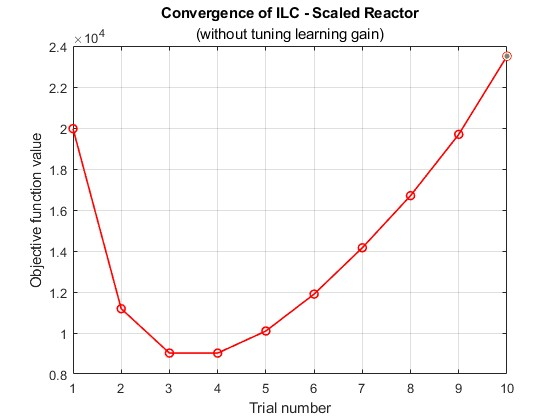 Convergence of ILC - Scaled Reactor
(without tuning learning gain)
×10⁴
2.4
2.2
2
1.8
1.6
1.4
1.2
1
0.8
Objective function value
1 2 3 4 5 6 7 8 9 10
Trial number